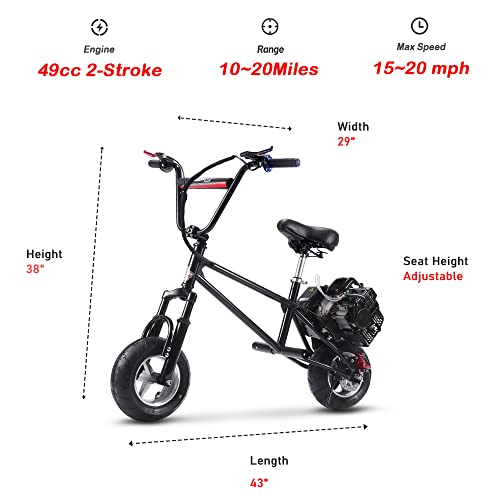 Engine
Range
Max Speed
49cc 2-Stroke
10~20Miles
15~20 mph
Width
29"
Height
38"
Seat Height
Adjustable
Length
43"